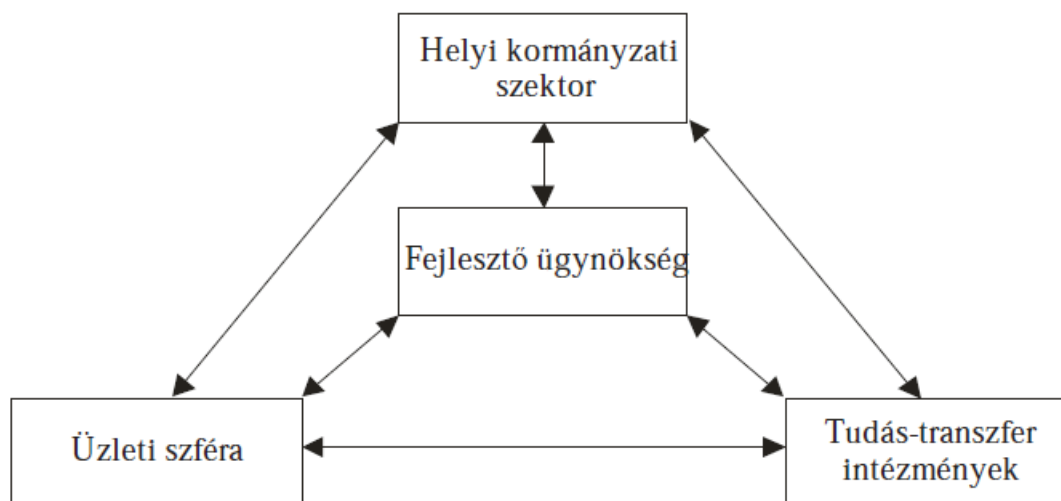 Helyi kormányzati
szektor
Fejlesztő ügynökség
Üzleti szféra
Tudás-transzfer
intézmények